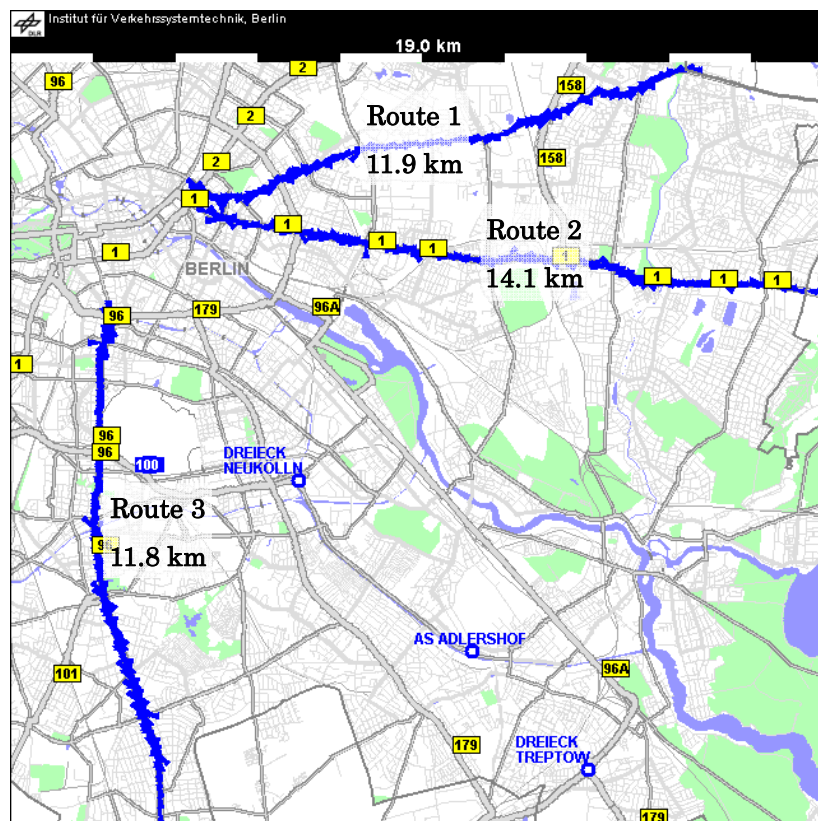 Institut für Verkehrssystemtechnik, Berlin
DLR
19.0 km
2
96
158
Route 1
2
11.9 km
158
2
1
1
Route 2
1
1
1
1
BERLIN
14.1 km
1
1
1
179
96A
96
1
96
DREIECK
NEUKÖLLN
96
100
Route 3
96
11.8 km
AS ADLERSHOF
101
96A
179
DREIECK
TREPTOW
179